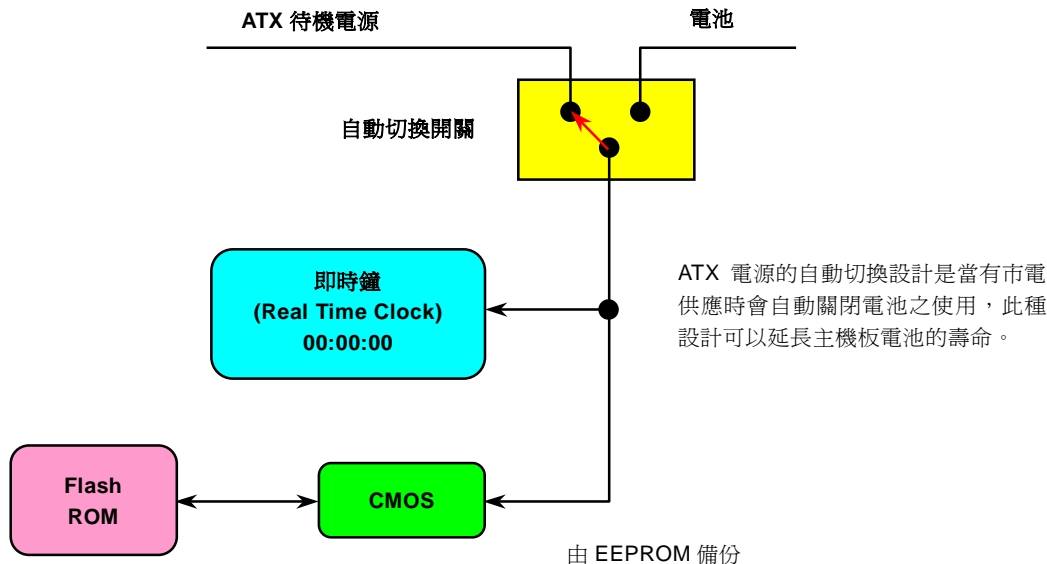 ATX 待機電源
電池
自動切換開關
即時鐘
(Real Time Clock)
00:00:00
ATX 電源的自動切換設計是當有市電
供應時會自動關閉電池之使用，此種
設計可以延長主機板電池的壽命。
Flash
ROM
CMOS
由 EEPROM 備份